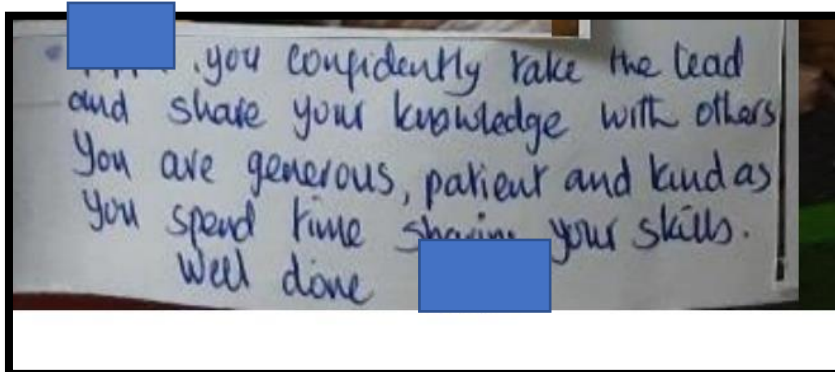 you confidently take the lead
and share your knowledge with others
You are generous, patient and kind as
you spend time sharing your skills.
Well done